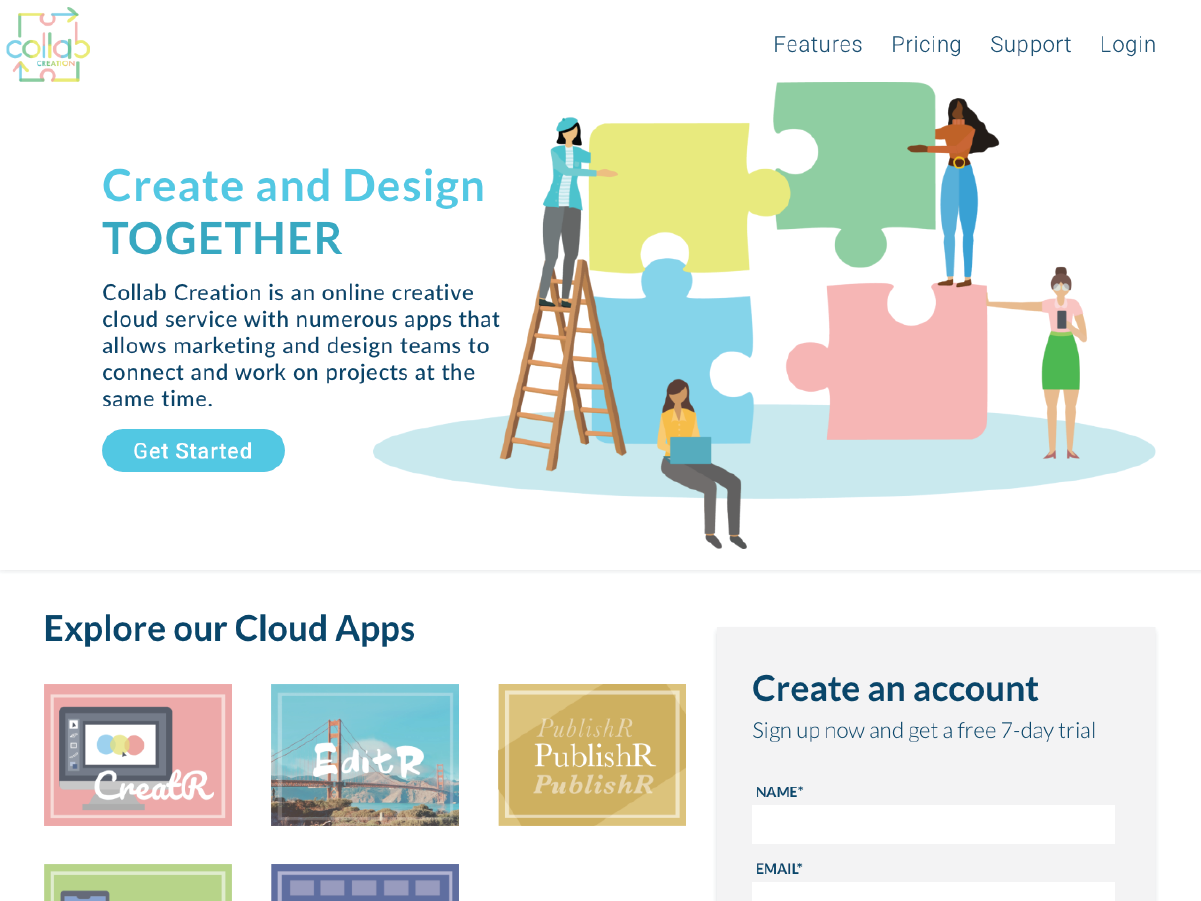 collab
CREATION
Features Pricing Support Login
Create and Design
TOGETHER
Collab Creation is an online creative
cloud service with numerous apps that
allows marketing and design teams to
connect and work on projects at the
same time.
Get Started
Explore our Cloud Apps
CreatR
EditR
PublishR
PublishR
PublishR
Create an account
Sign up now and get a free 7-day trial
NAME*
EMAIL*